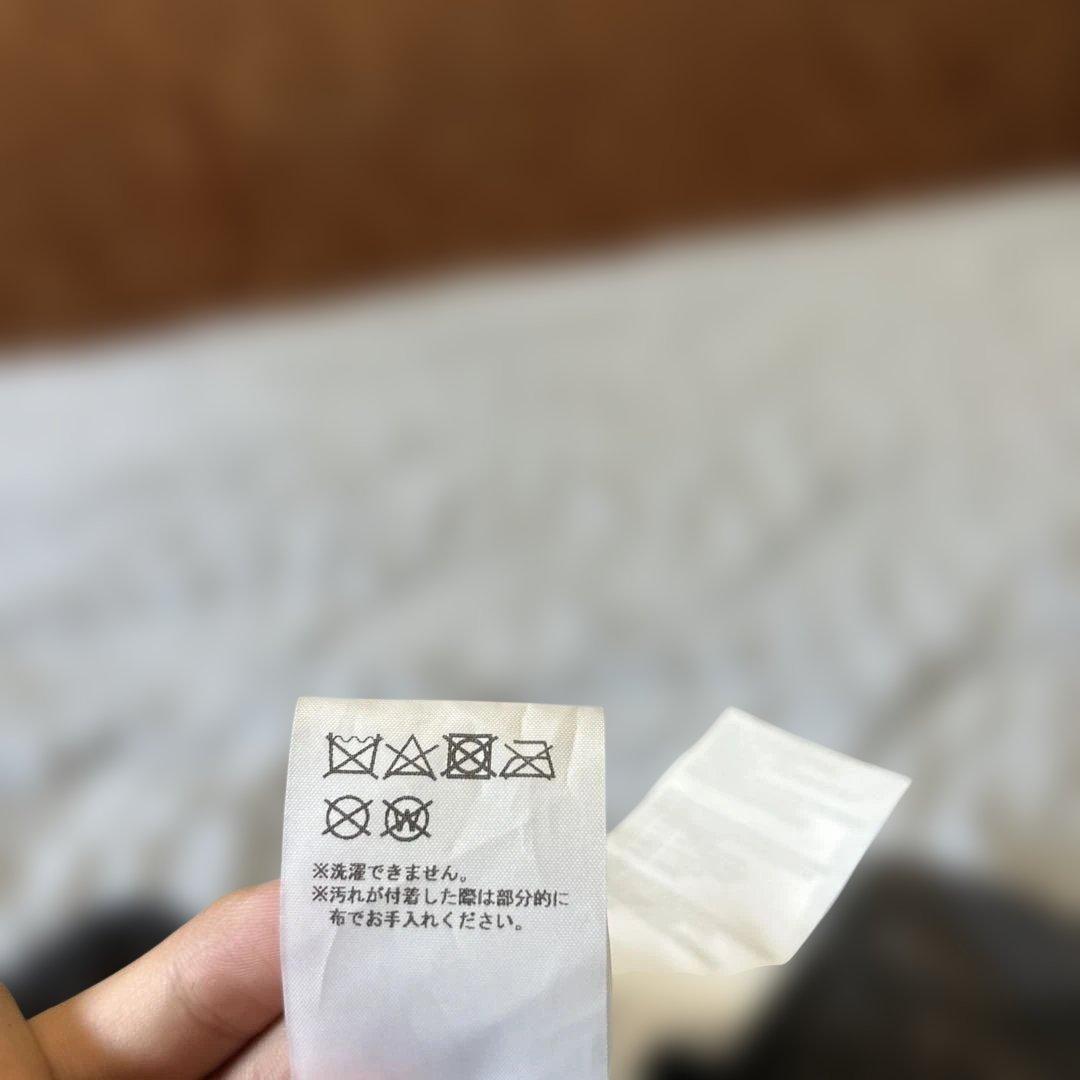 W
※洗濯できません。
※汚れが付着した際は部分的に
布でお手入れください。